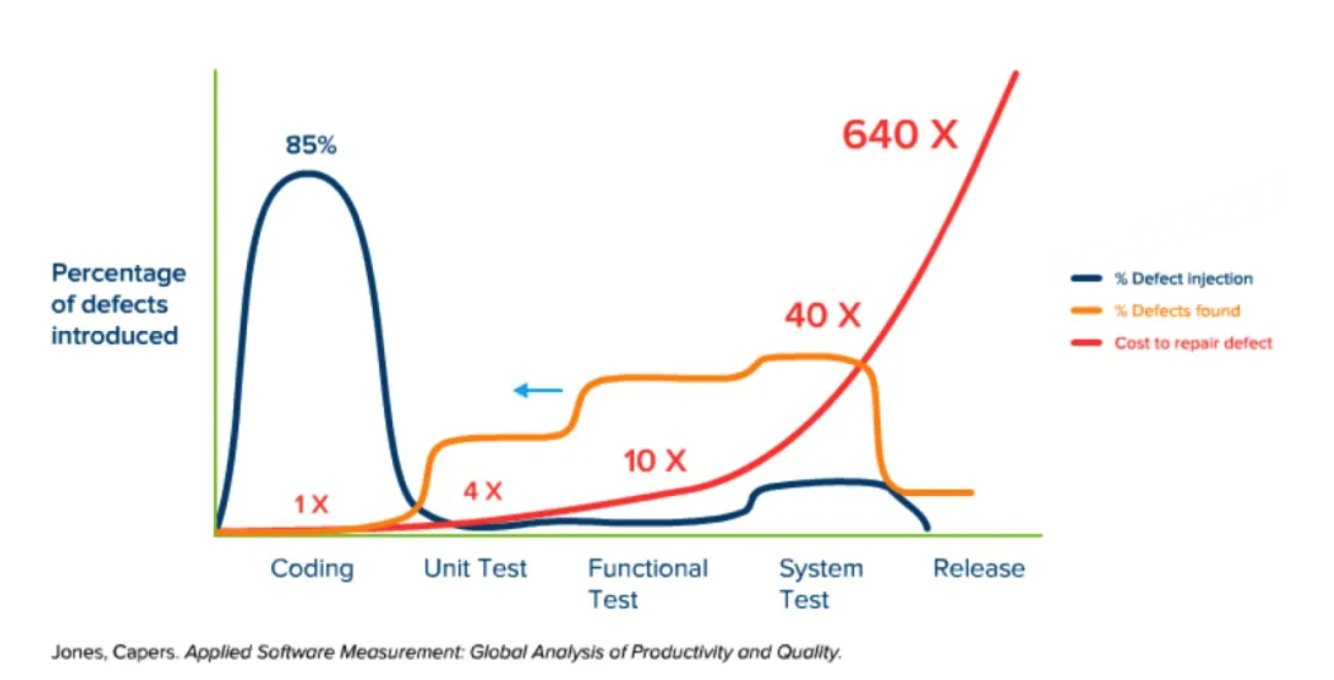 85%
640 X
Percentage
of defects
introduced
% Defect injection
% Defects found
Cost to repair defect
40 X
10 X
4 X
1 X
Coding
Unit Test
Functional
Test
System
Test
Release
Jones, Capers. Applied Software Measurement: Global Analysis of Productivity and Quality.